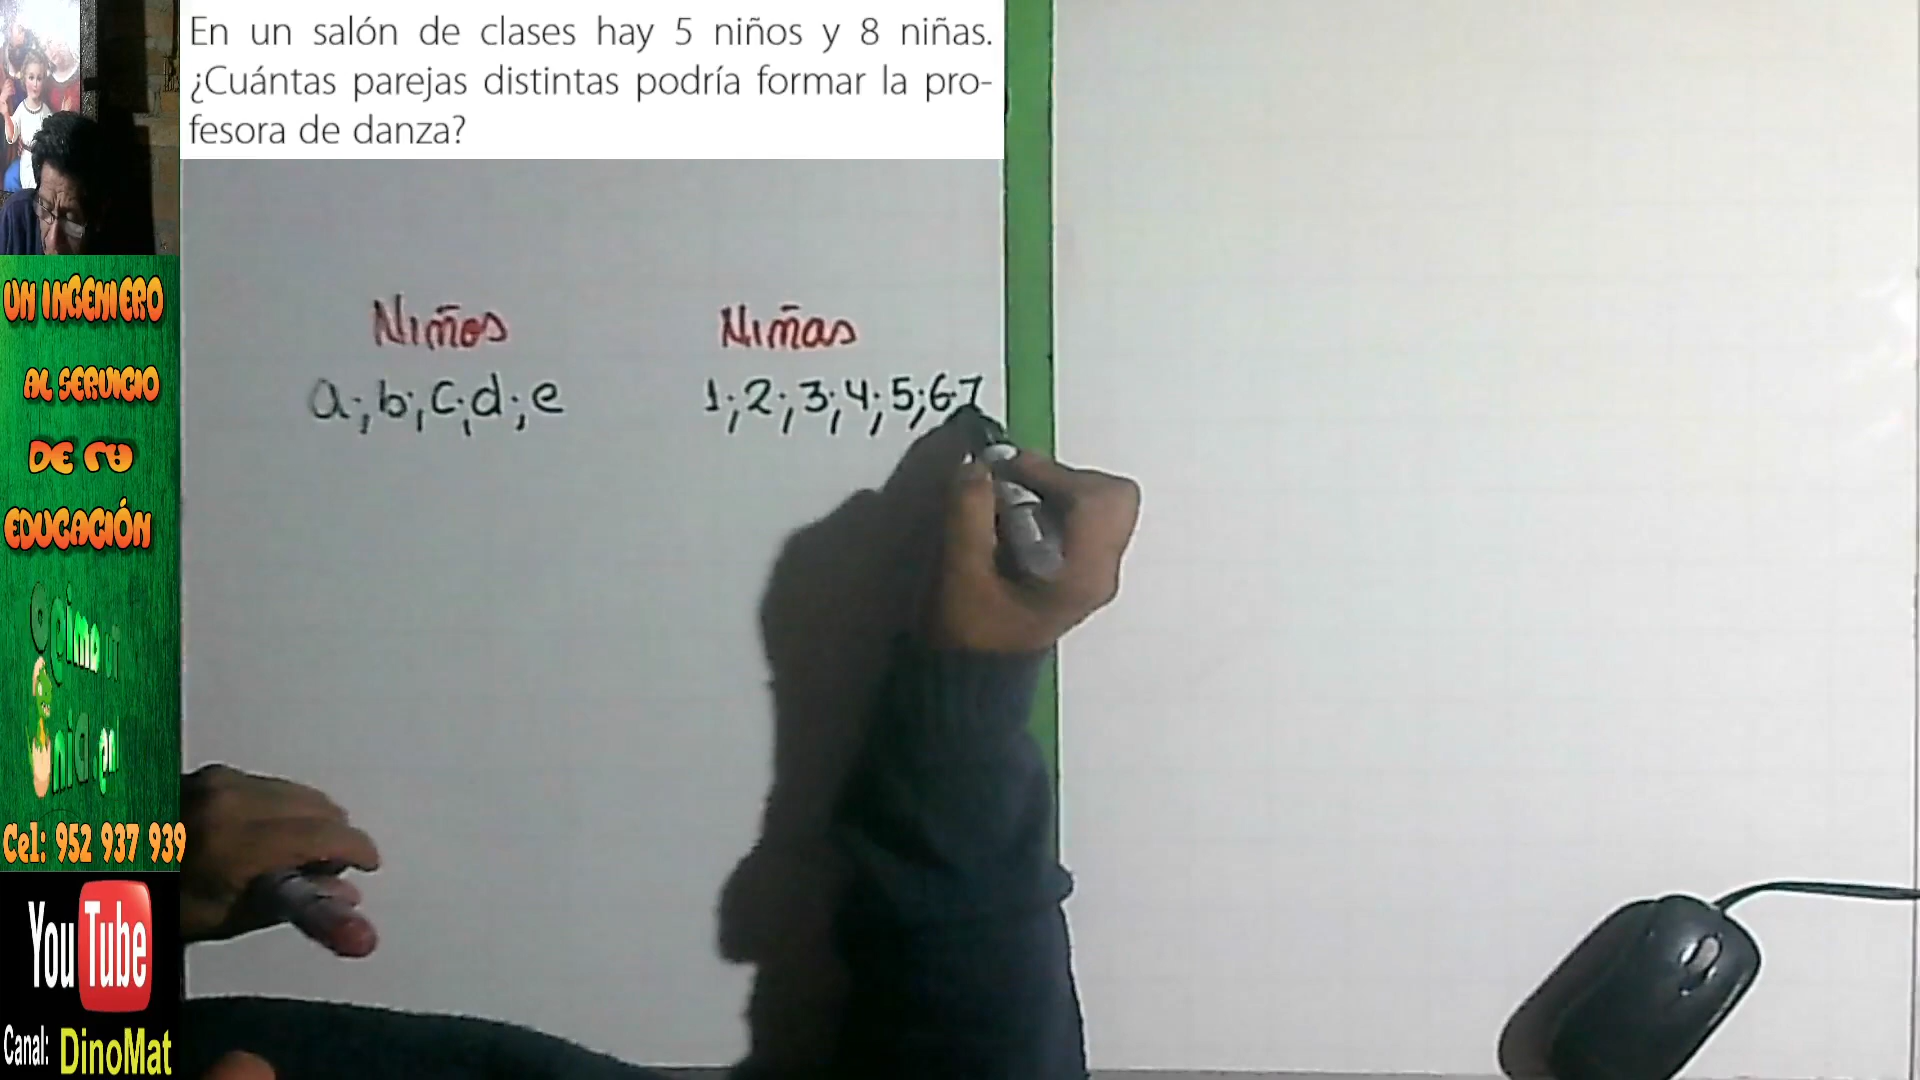 En un salón de clases hay 5 niños y 8 niñas.
¿Cuántas parejas distintas podría formar la pro-
fesora de danza?
Niños
Niñas
a; b; c; d; e
1; 2; 3; 4; 5; 6; 7
UN INGENIERO
AL SERVICIO
DE TU
EDUCACIÓN
Cel: 952 937 939
YouTube
Canal: DinoMat